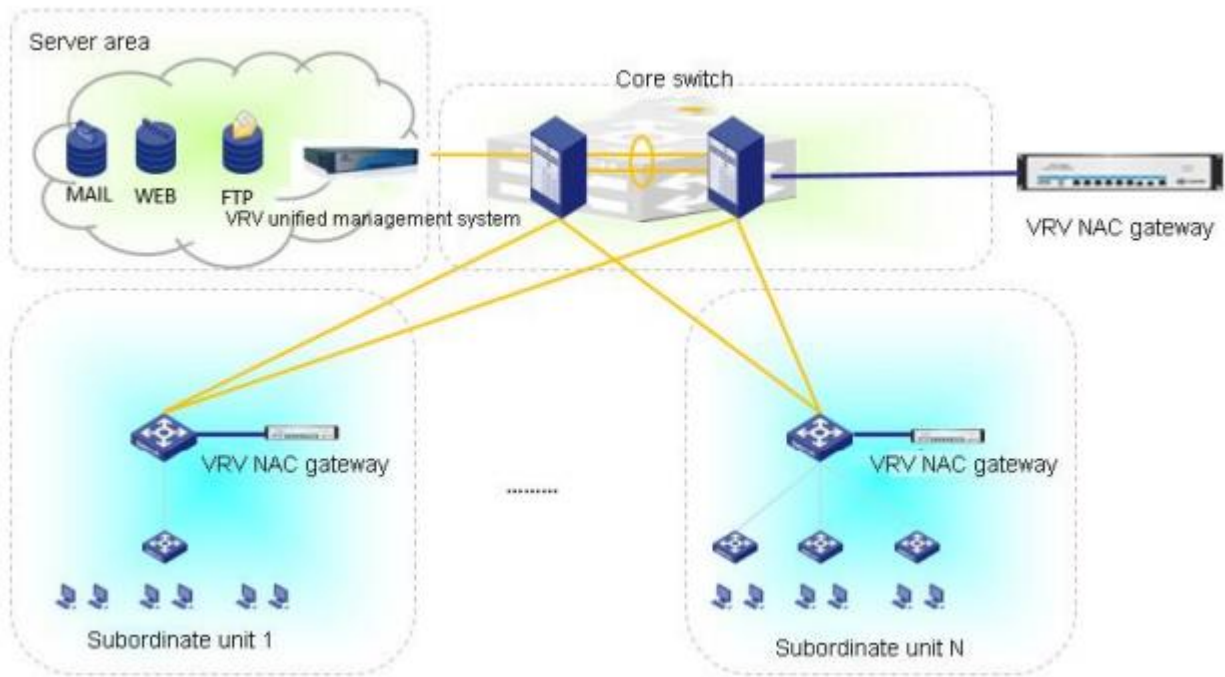 Server area
Core switch
MAIL
WEB
FTP
VRV unified management system
VRV NAC gateway
VRV NAC gateway
VRV NAC gateway
.........
Subordinate unit 1
Subordinate unit N